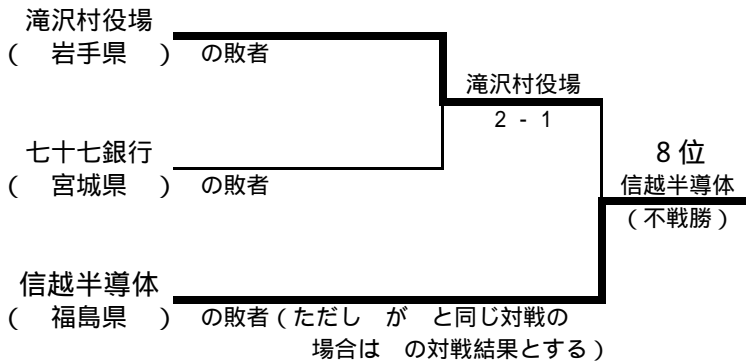 滝沢村役場
(　岩手県　)　の敗者
滝沢村役場
2 - 1
七十七銀行
(　宮城県　)　の敗者
8位
信越半導体
(不戦勝)
信越半導体
(　福島県　)　の敗者(ただし　が　と同じ対戦の
場合は　の対戦結果とする)